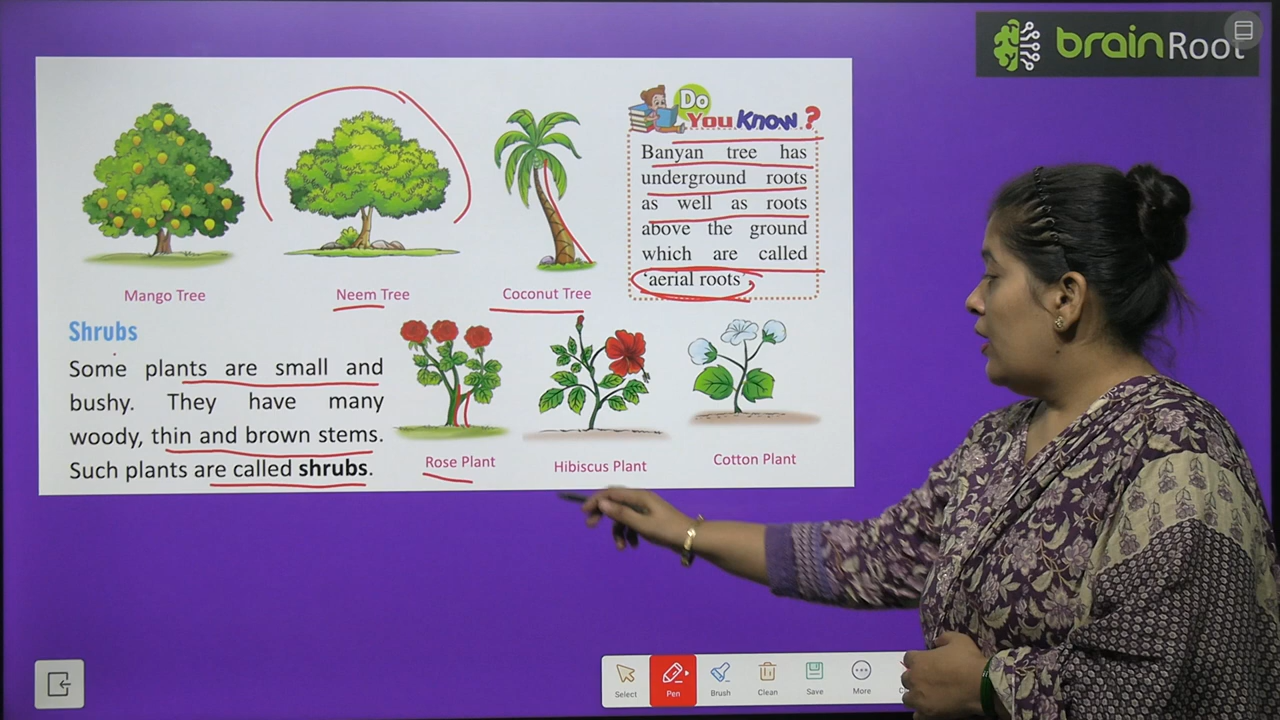 brainRoot
Do
You Know ?
Banyan tree has
underground roots
as well as roots
above the ground
which are called
‘aerial roots’.
Mango Tree
Neem Tree
Coconut Tree
Shrubs
Some plants are small and
bushy. They have many
woody, thin and brown stems.
Such plants are called shrubs.
Rose Plant
Hibiscus Plant
Cotton Plant
Select
Pen
Brush
Clean
Save
More